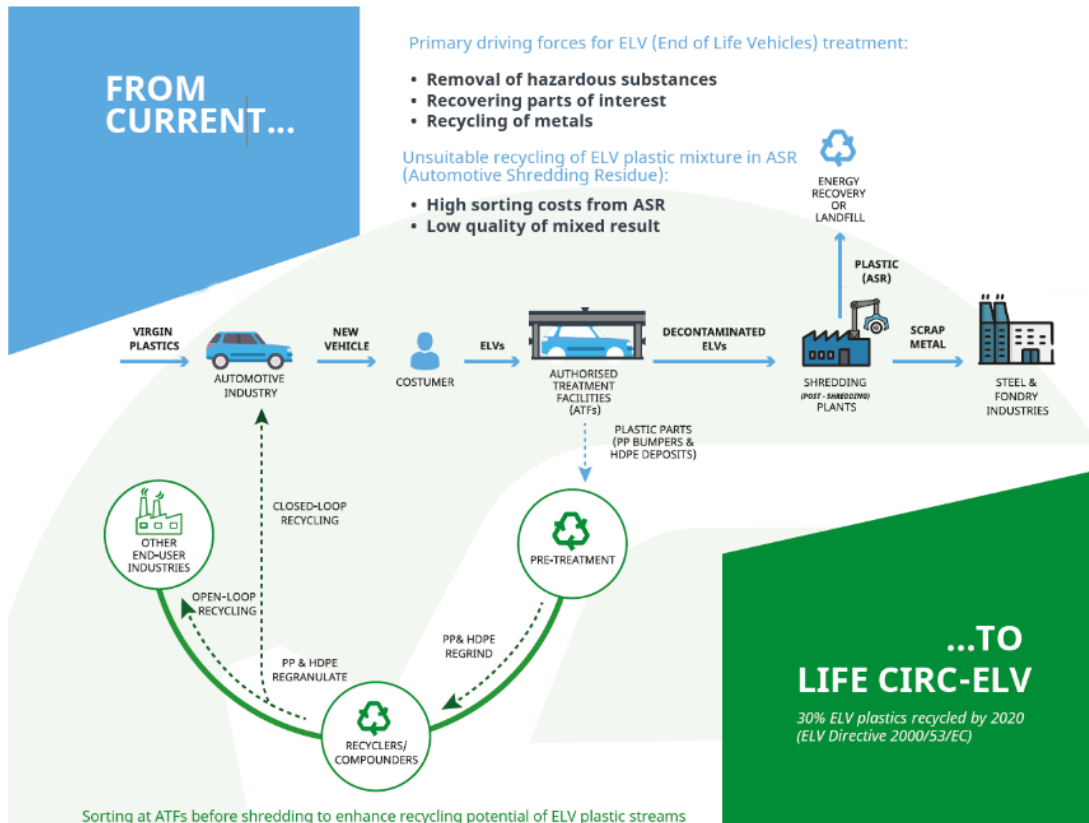 FROM
CURRENT...
Primary driving forces for ELV (End of Life Vehicles) treatment:
• Removal of hazardous substances
• Recovering parts of interest
• Recycling of metals
Unsuitable recycling of ELV plastic mixture in ASR
(Automotive Shredding Residue):
• High sorting costs from ASR
• Low quality of mixed result
ENERGY
RECOVERY
OR
LANDFILL
PLASTIC
(ASR)
VIRGIN
PLASTICS
AUTOMOTIVE
INDUSTRY
NEW
VEHICLE
COSTUMER
ELVs
AUTHORISED
TREATMENT
FACILITIES
(ATFs)
DECONTAMINATED
ELVs
SHREDDING
(POST - SHREDDING)
PLANTS
SCRAP
METAL
STEEL &
FONDRY
INDUSTRIES
PLASTIC PARTS
(PP BUMPERS &
HDPE DEPOSITS)
PRE-TREATMENT
PP& HDPE
REGRIND
RECYCLERS/
COMPOUNDERS
PP & HDPE
REGRANULATE
CLOSED-LOOP
RECYCLING
OPEN-LOOP
RECYCLING
OTHER
END-USER
INDUSTRIES
...TO
LIFE CIRC-ELV
30% ELV plastics recycled by 2020
(ELV Directive 2000/53/EC)
Sorting at ATFs before shredding to enhance recycling potential of ELV plastic streams